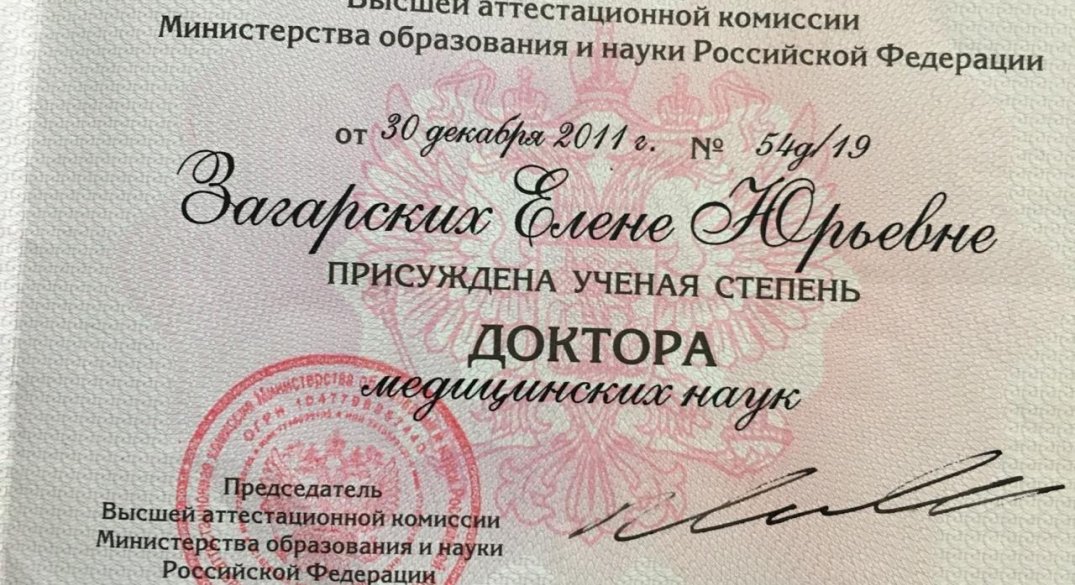 Высшей аттестационной комиссии
Министерства образования и науки Российской Федерации
от 30 декабря 2011 г. № 54д/19
Загарских Елене Юрьевне
ПРИСУЖДЕНА УЧЕНАЯ СТЕПЕНЬ
ДОКТОРА
медицинских наук
Председатель
Высшей аттестационной комиссии
Министерства образования и науки
Российской Федерации